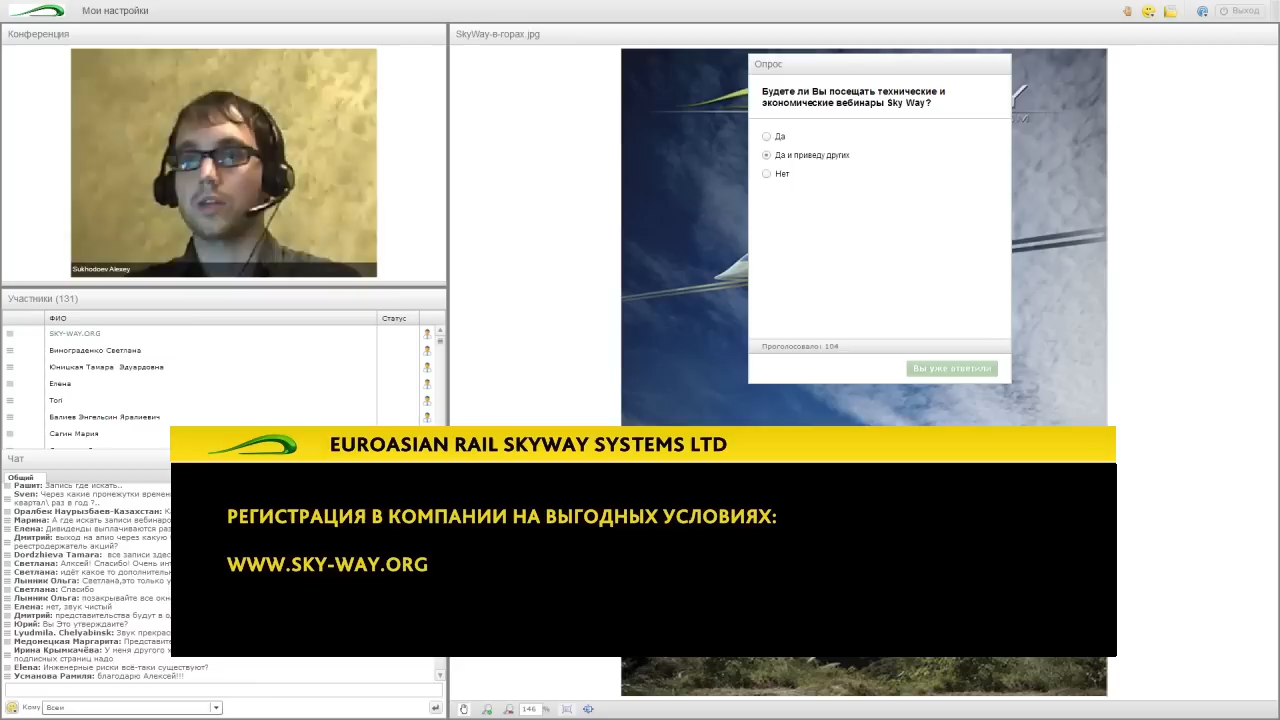 Мои настройки
Выход
Конференция
SkyWay-в-горах.jpg
Sukhodoev Alexey
Опрос
Будете ли Вы посещать технические и
экономические вебинары Sky Way?
Да
Да и приведу других
Нет
Проголосовало: 104
Вы уже ответили
Участники (131)
ФИО
Статус
SKY-WAY.ORG
Винограденко Светлана
Юницкая Тамара Эдуардовна
Елена
Tori
Балиев Энгельсин Яралиевич
Сагин Мария
EUROASIAN RAIL SKYWAY SYSTEMS LTD
РЕГИСТРАЦИЯ В КОМПАНИИ НА ВЫГОДНЫХ УСЛОВИЯХ:
WWW.SKY-WAY.ORG
Чат
Общий
Рашит: Запись где искать..
Sven: Через какие промежутки времен
квартал\ раз в год ?..
Оралбек Наурызбаев-Казахстан:
Марина: А где искать записи вебинаро
Елена: Дивиденды выплачиваются раз
Дмитрий: выход на апио через какую
реестродержатель акций?
Dordzhieva Tamara: все записи здес
Светлана: Алксей! Спасибо! Очень инт
Светлана: идёт какое то дополнительн
Лынник Ольга: Светлана,это только у
Светлана: Спасибо
Лынник Ольга: позакрывайте все окн
Елена: нет, звук чистый
Дмитрий: представительства будут в о
Юрий: Вы Это утверждаите?
Lyudmila. Chelyabinsk: Звук прекрас
Медонецкая Маргарита: Представите
Ирина Крымкачёва: У меня другого х
подписных страниц надо
Elena: Инженерные риски всё-таки существуют?
Усманова Рамиля: благодарю Алексей!!!
Кому
Всем
146 %